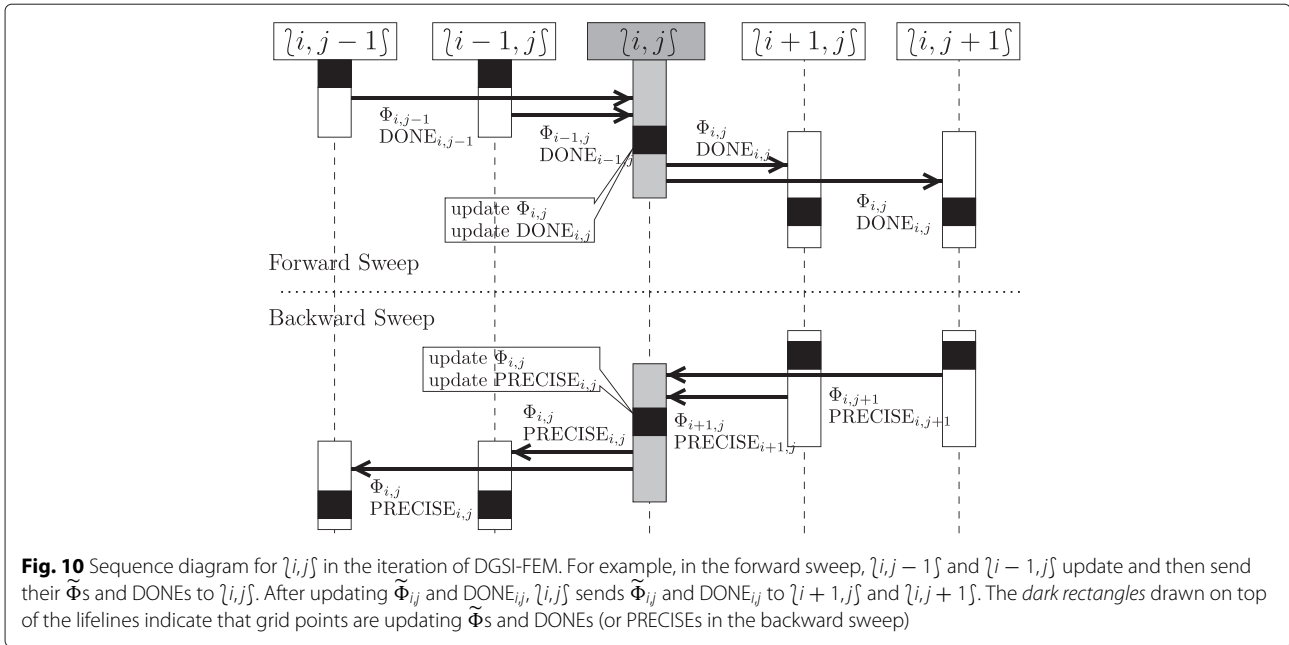 ⟅i, j − 1⟆ ⟅i − 1, j⟆ ⟅i, j⟆ ⟅i + 1, j⟆ ⟅i, j + 1⟆
Φi,j−1
DONEi,j−1
Φi−1,j
DONEi−1,j
Φi,j
DONEi,j
Φi,j
DONEi,j
update Φi,j
update DONEi,j
Forward Sweep
Backward Sweep
update Φi,j
update PRECISEi,j
Φi,j+1
PRECISEi,j+1
Φi+1,j
PRECISEi+1,j
Φi,j
PRECISEi,j
Φi,j
PRECISEi,j
Fig. 10 Sequence diagram for ⟅i,j⟆ in the iteration of DGSI-FEM. For example, in the forward sweep, ⟅i, j − 1⟆ and ⟅i − 1, j⟆ update and then send
their Φ̃s and DONEs to ⟅i,j⟆. After updating Φ̃i,j and DONEi,j, ⟅i,j⟆ sends Φ̃i,j and DONEi,j to ⟅i + 1, j⟆ and ⟅i, j + 1⟆. The dark rectangles drawn on top
of the lifelines indicate that grid points are updating Φ̃s and DONEs (or PRECISEs in the backward sweep)